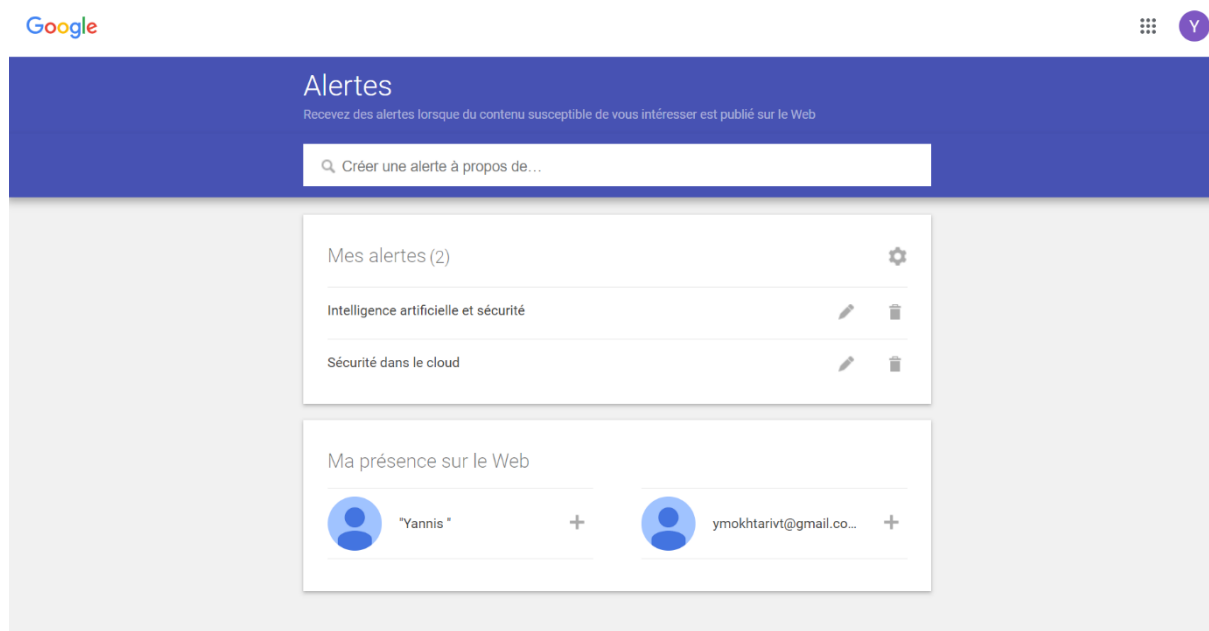 Google
Y
Alertes
Recevez des alertes lorsque du contenu susceptible de vous intéresser est publié sur le Web
Créer une alerte à propos de…
Mes alertes (2)
Intelligence artificielle et sécurité
Sécurité dans le cloud
Ma présence sur le Web
"Yannis "
ymokhtarivt@gmail.co…